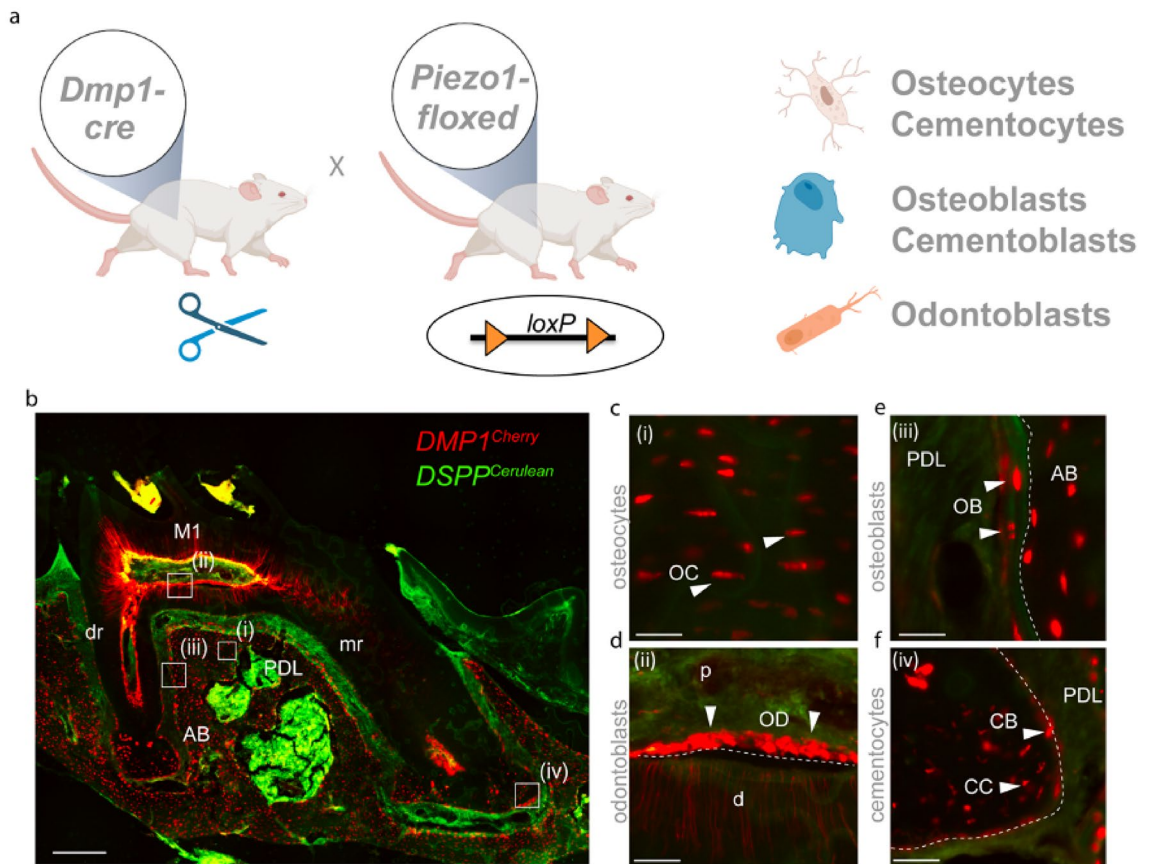 a
Dmp1-
cre
X
Piezo1-
floxed
loxP
Osteocytes
Cementocytes
Osteoblasts
Cementoblasts
Odontoblasts
b
DMP1Cherry
DSPPCerulean
M1
(ii)
dr
(i)
mr
(iii)
PDL
AB
(iv)
c
(i)
osteocytes
OC
d
(ii)
odontoblasts
p
OD
d
e
(iii)
osteoblasts
PDL
AB
OB
f
(iv)
cementocytes
PDL
CB
CC